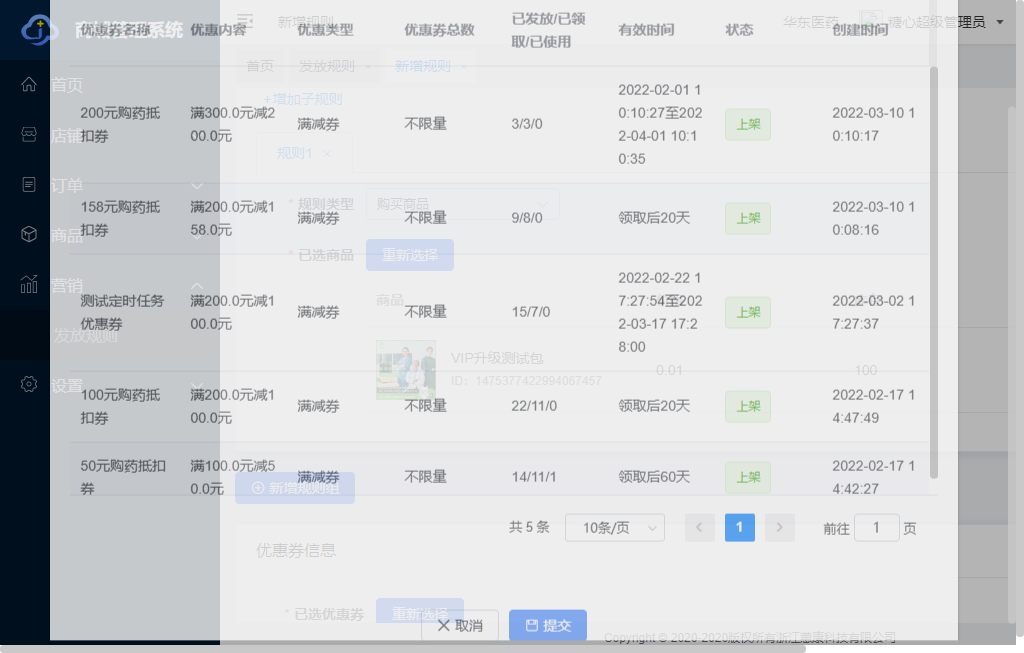 商城管理系统
新增规则
华东医药
糖心超级管理员
首页
发放规则
新增规则
+增加子规则
规则1
首页
店铺
订单
商品
营销
发放规则
设置
优惠券名称 优惠内容 优惠类型 优惠券总数 已发放/已领取/已使用 有效时间 状态 创建时间
200元购药抵扣券 满300.0元减200.0元 满减券 不限量 3/3/0 2022-02-01 10:10:27至2022-04-01 10:10:35 上架 2022-03-10 10:10:17
158元购药抵扣券 满200.0元减158.0元 满减券 不限量 9/8/0 领取后20天 上架 2022-03-10 10:08:16
测试定时任务优惠券 满200.0元减100.0元 满减券 不限量 15/7/0 2022-02-22 17:27:54至2022-03-17 17:28:00 上架 2022-03-02 17:27:37
100元购药抵扣券 满200.0元减100.0元 满减券 不限量 22/11/0 领取后20天 上架 2022-02-17 14:47:49
50元购药抵扣券 满100.0元减50.0元 满减券 不限量 14/11/1 领取后60天 上架 2022-02-17 14:42:27
* 规则类型 购买商品
* 已选商品 重新选择
商品
VIP升级测试包
ID: 1475377422994067457
0.01
100
新增规则组
共 5 条 10条/页 1 前往 1 页
优惠券信息
* 已选优惠券 重新选择
取消 提交
Copyright © 2020-2020版权所有浙江慈康科技有限公司